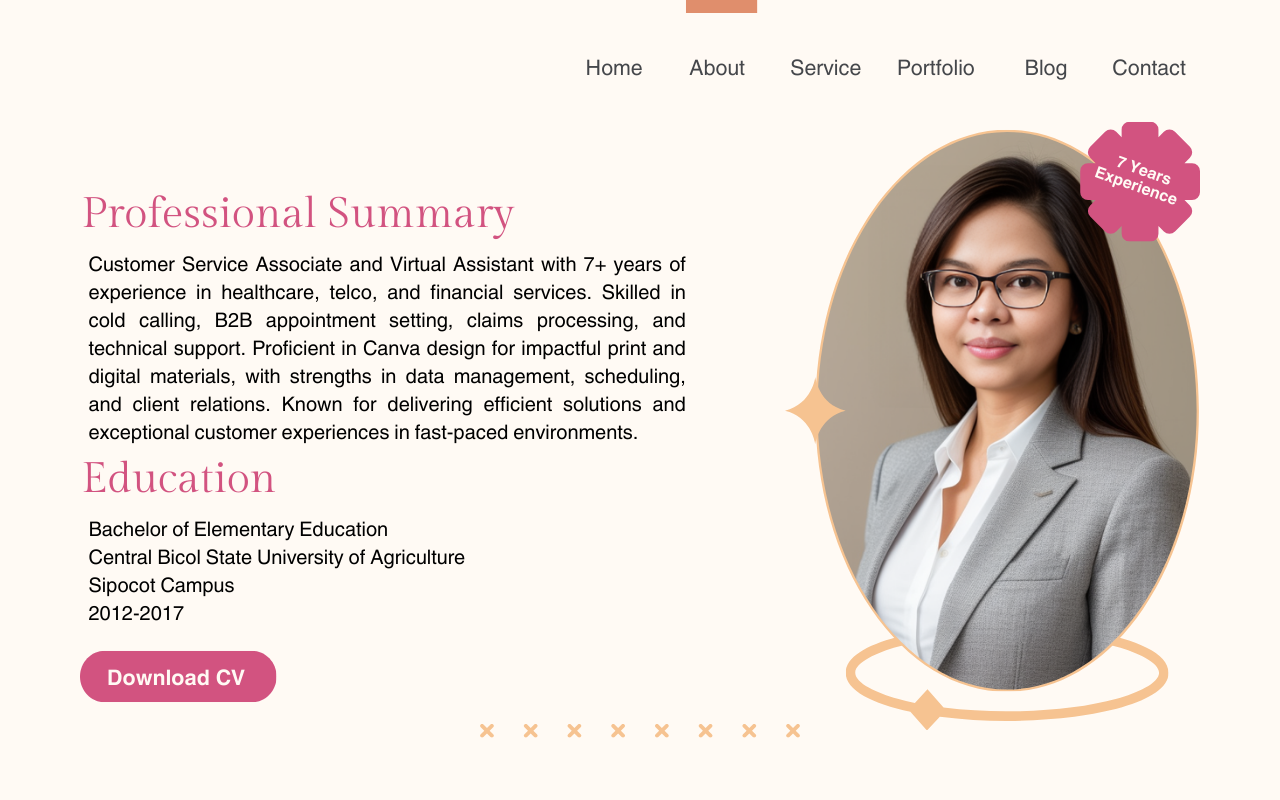 Home About Service Portfolio Blog Contact
7 Years
Experience
Professional Summary
Customer Service Associate and Virtual Assistant with 7+ years of
experience in healthcare, telco, and financial services. Skilled in
cold calling, B2B appointment setting, claims processing, and
technical support. Proficient in Canva design for impactful print and
digital materials, with strengths in data management, scheduling,
and client relations. Known for delivering efficient solutions and
exceptional customer experiences in fast-paced environments.
Education
Bachelor of Elementary Education
Central Bicol State University of Agriculture
Sipocot Campus
2012-2017
Download CV